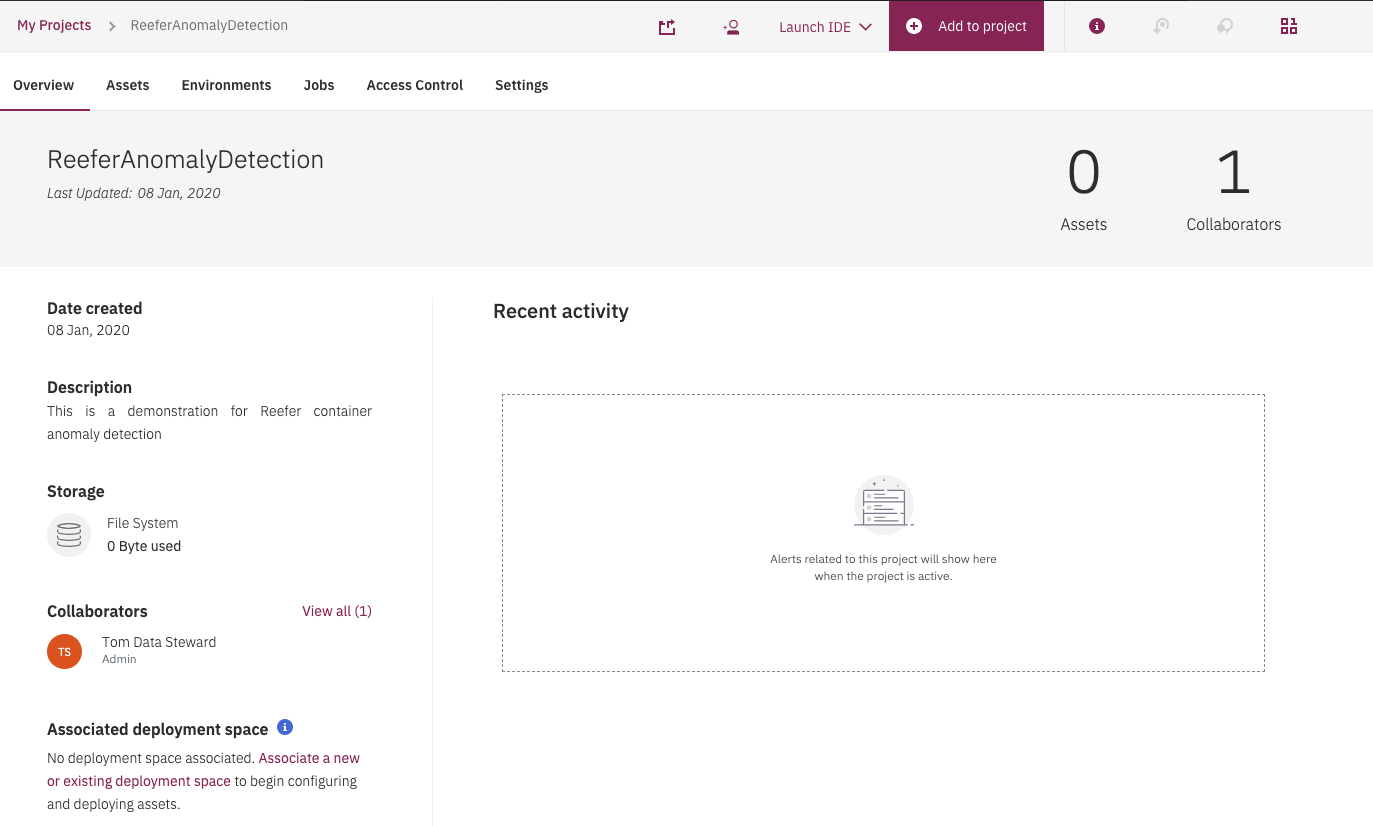 My Projects > ReeferAnomalyDetection
Launch IDE
Add to project
Overview Assets Environments Jobs Access Control Settings
ReeferAnomalyDetection
Last Updated: 08 Jan, 2020
0
Assets
1
Collaborators
Date created
08 Jan, 2020
Description
This is a demonstration for Reefer container
anomaly detection
Storage
File System
0 Byte used
Collaborators
View all (1)
TS
Tom Data Steward
Admin
Associated deployment space
No deployment space associated. Associate a new
or existing deployment space to begin configuring
and deploying assets.
Recent activity
Alerts related to this project will show here
when the project is active.